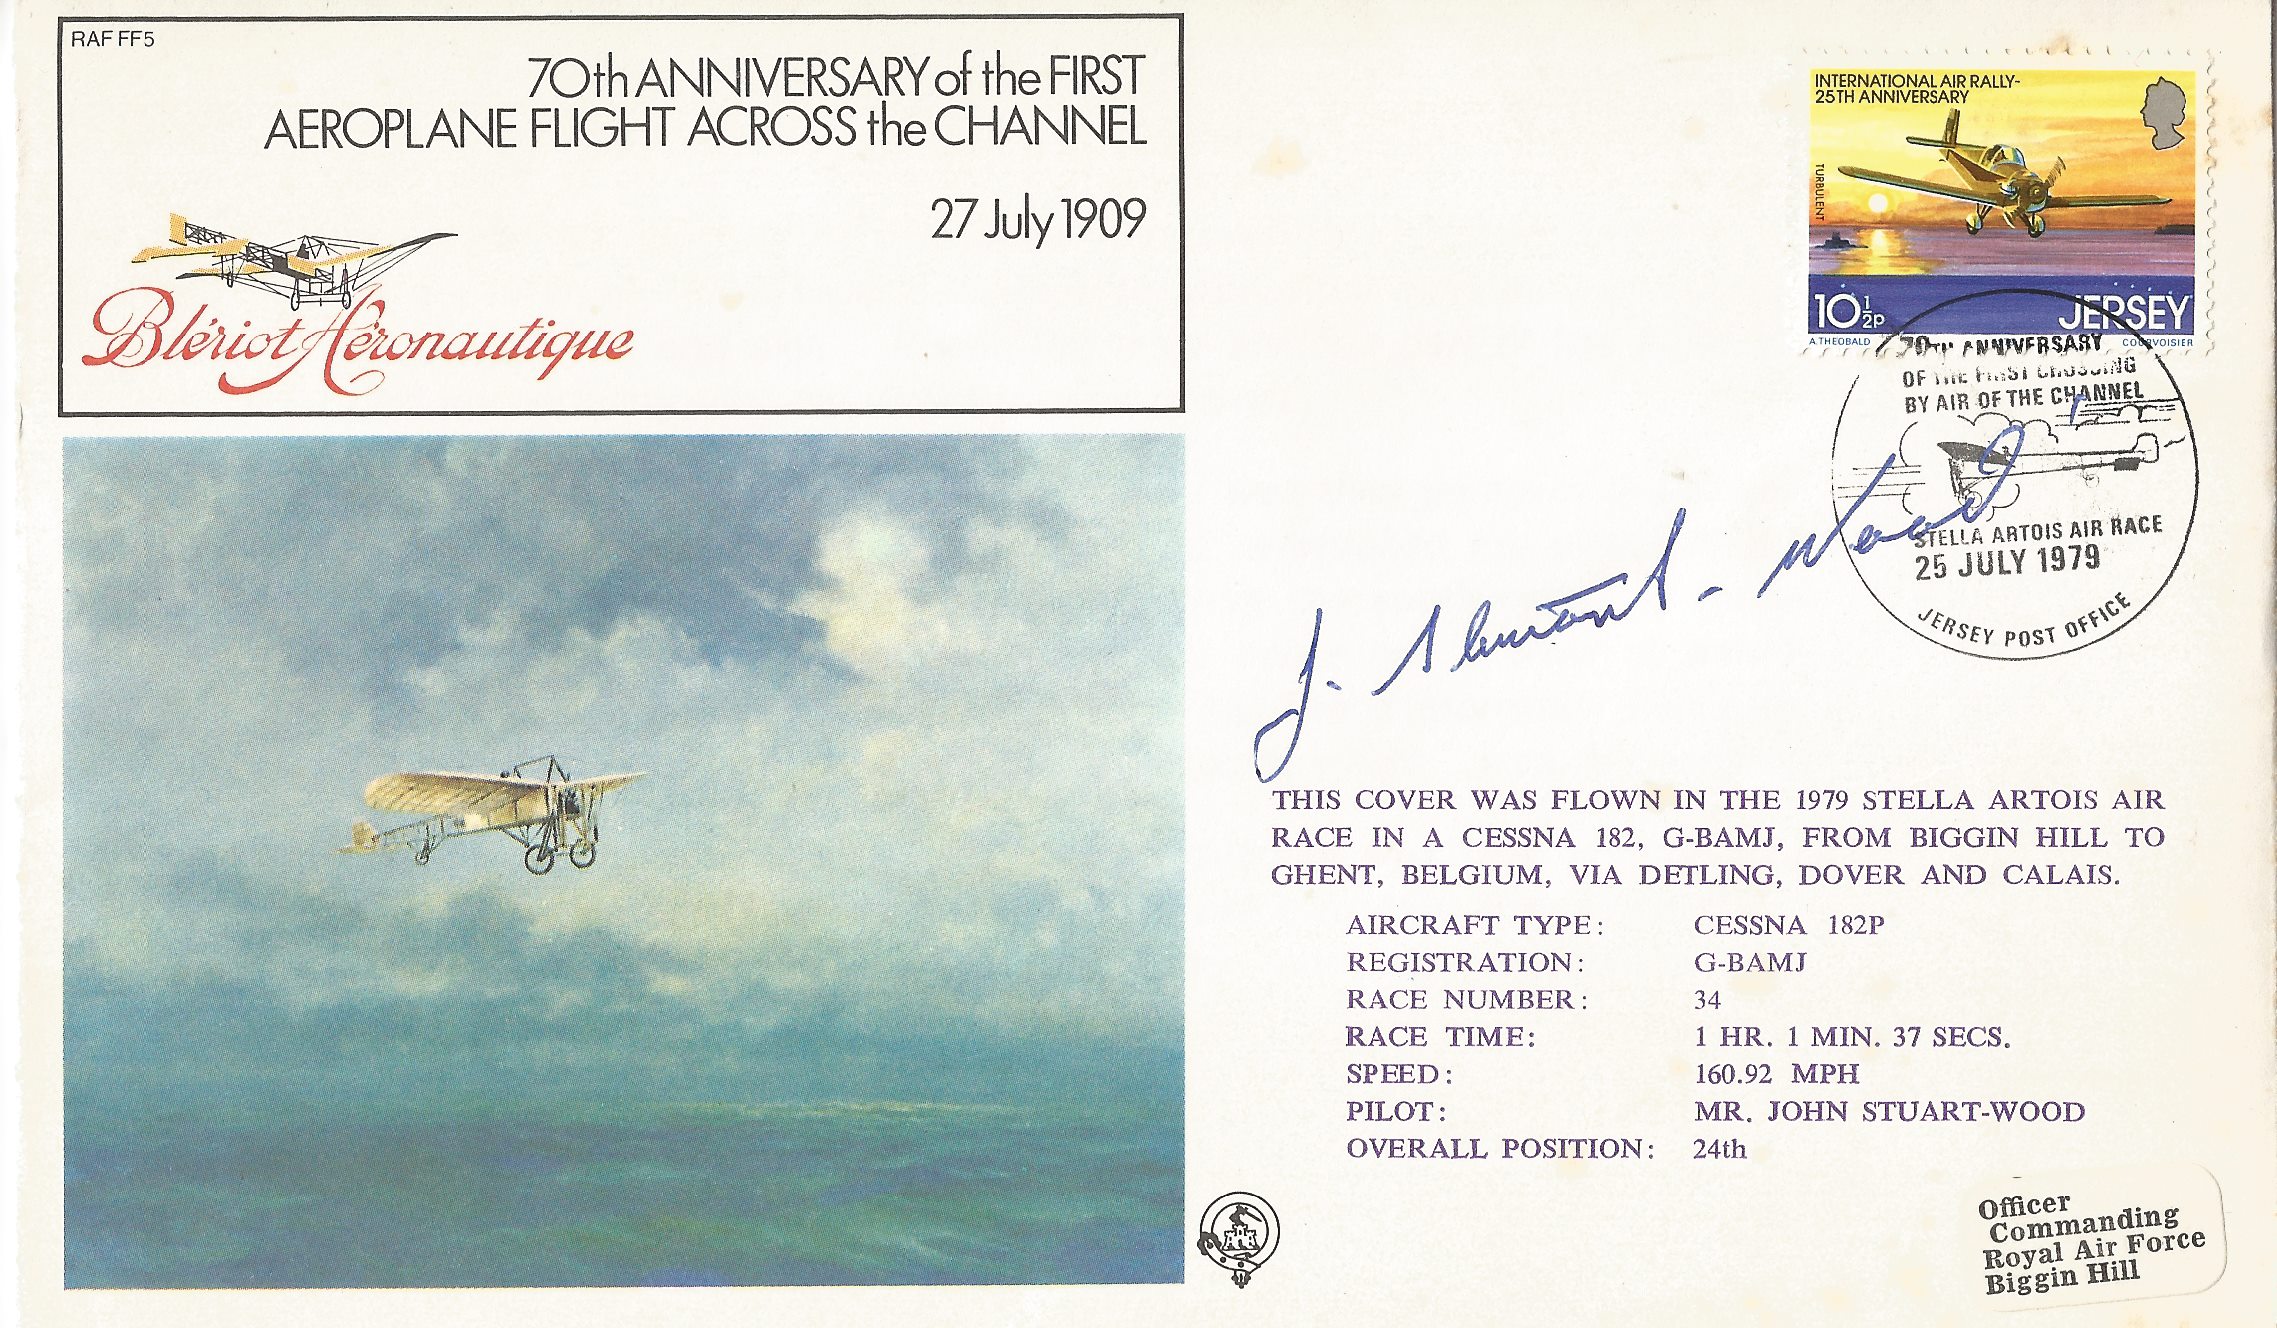 RAF FF5
70th ANNIVERSARY of the FIRST
AEROPLANE FLIGHT ACROSS the CHANNEL
27 July 1909
Blériot Aéronautique
INTERNATIONAL AIR RALLY-
25TH ANNIVERSARY
TURBULENT
10½p JERSEY
A.THEOBALD COURVOISIER
70TH ANNIVERSARY
OF THE FIRST CROSSING
BY AIR OF THE CHANNEL
STELLA ARTOIS AIR RACE
25 JULY 1979
JERSEY POST OFFICE
J. Stuart-Wood
THIS COVER WAS FLOWN IN THE 1979 STELLA ARTOIS AIR
RACE IN A CESSNA 182, G-BAMJ, FROM BIGGIN HILL TO
GHENT, BELGIUM, VIA DETLING, DOVER AND CALAIS.
AIRCRAFT TYPE: CESSNA 182P
REGISTRATION: G-BAMJ
RACE NUMBER: 34
RACE TIME: 1 HR. 1 MIN. 37 SECS.
SPEED: 160.92 MPH
PILOT: MR. JOHN STUART-WOOD
OVERALL POSITION: 24th
Officer
Commanding
Royal Air Force
Biggin Hill